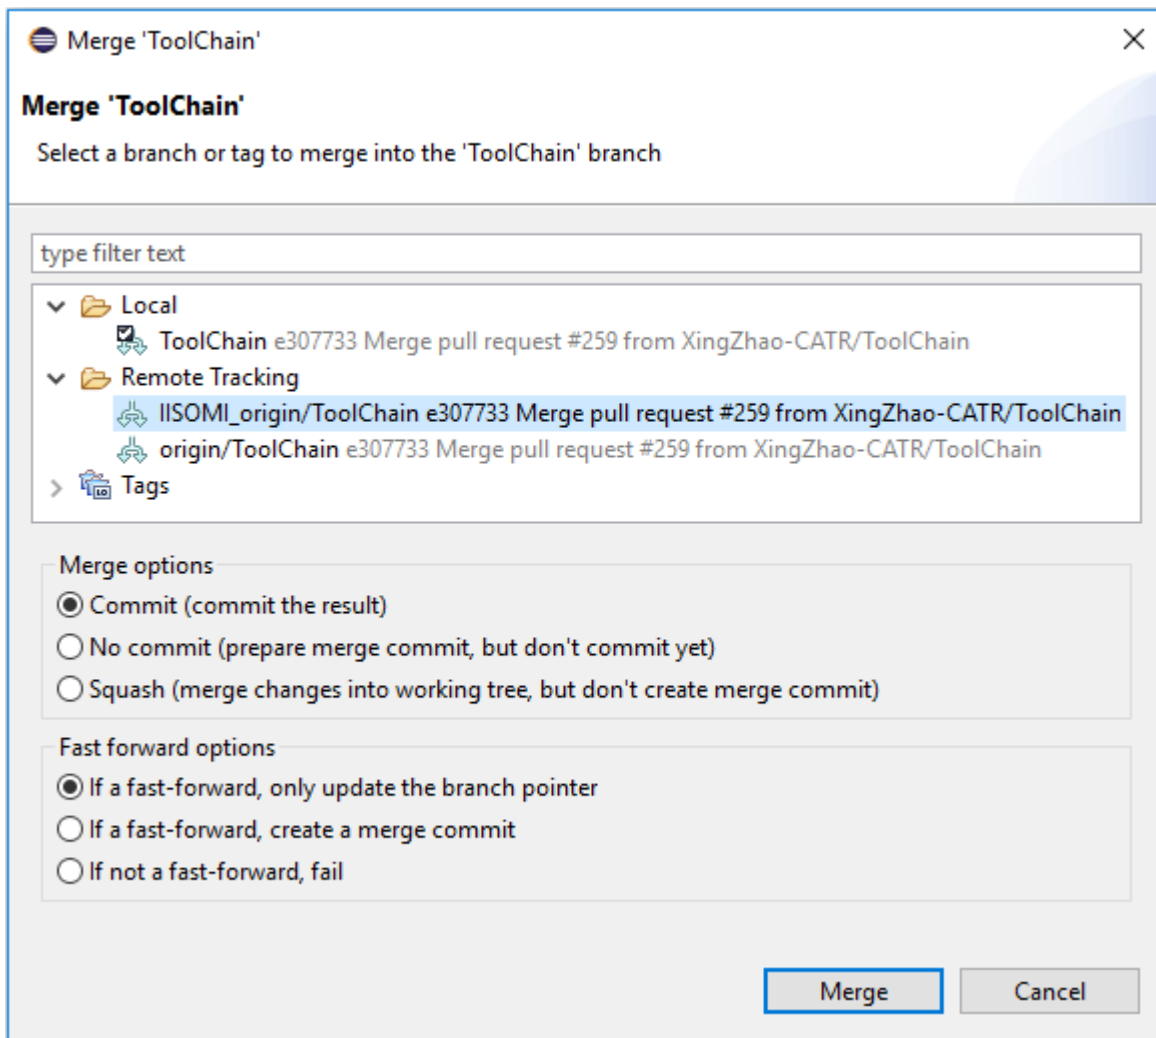 Merge 'ToolChain'
Merge 'ToolChain'
Select a branch or tag to merge into the 'ToolChain' branch
type filter text
Local
ToolChain e307733 Merge pull request #259 from XingZhao-CATR/ToolChain
Remote Tracking
IISOMI_origin/ToolChain e307733 Merge pull request #259 from XingZhao-CATR/ToolChain
origin/ToolChain e307733 Merge pull request #259 from XingZhao-CATR/ToolChain
Tags
Merge options
Commit (commit the result)
No commit (prepare merge commit, but don't commit yet)
Squash (merge changes into working tree, but don't create merge commit)
Fast forward options
If a fast-forward, only update the branch pointer
If a fast-forward, create a merge commit
If not a fast-forward, fail
Merge Cancel